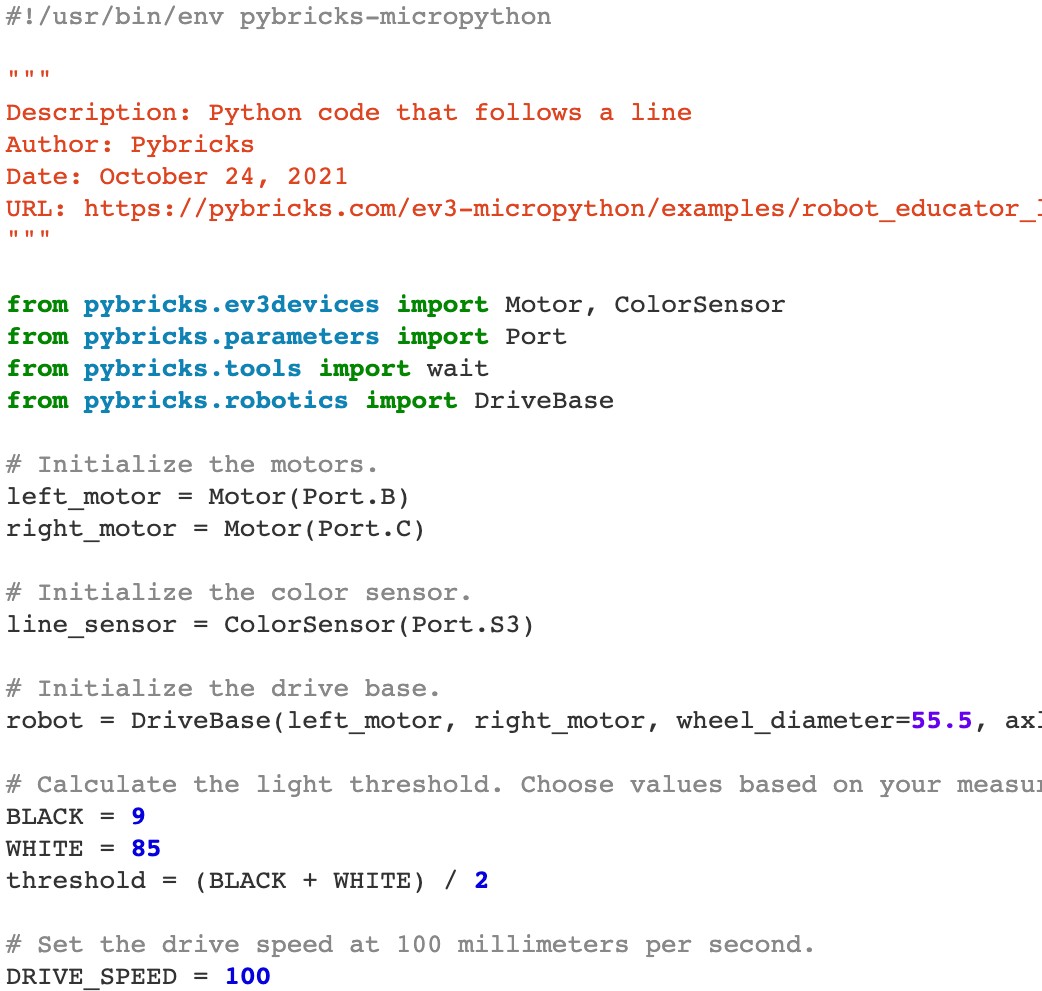 #!/usr/bin/env pybricks-micropython
"""
Description: Python code that follows a line
Author: Pybricks
Date: October 24, 2021
URL: https://pybricks.com/ev3-micropython/examples/robot_educator_
"""
from pybricks.ev3devices import Motor, ColorSensor
from pybricks.parameters import Port
from pybricks.tools import wait
from pybricks.robotics import DriveBase
# Initialize the motors.
left_motor = Motor(Port.B)
right_motor = Motor(Port.C)
# Initialize the color sensor.
line_sensor = ColorSensor(Port.S3)
# Initialize the drive base.
robot = DriveBase(left_motor, right_motor, wheel_diameter=55.5, ax
# Calculate the light threshold. Choose values based on your measu
BLACK = 9
WHITE = 85
threshold = (BLACK + WHITE) / 2
# Set the drive speed at 100 millimeters per second.
DRIVE_SPEED = 100